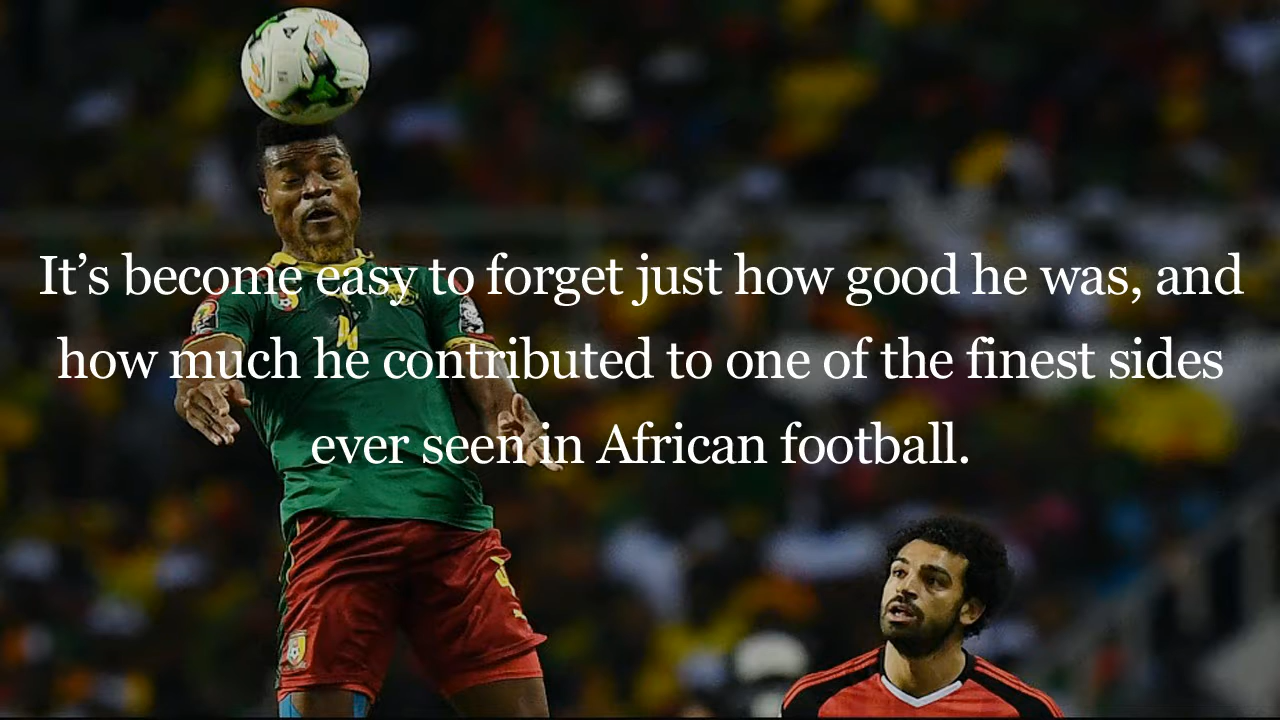 It’s become easy to forget just how good he was, and
how much he contributed to one of the finest sides
ever seen in African football.